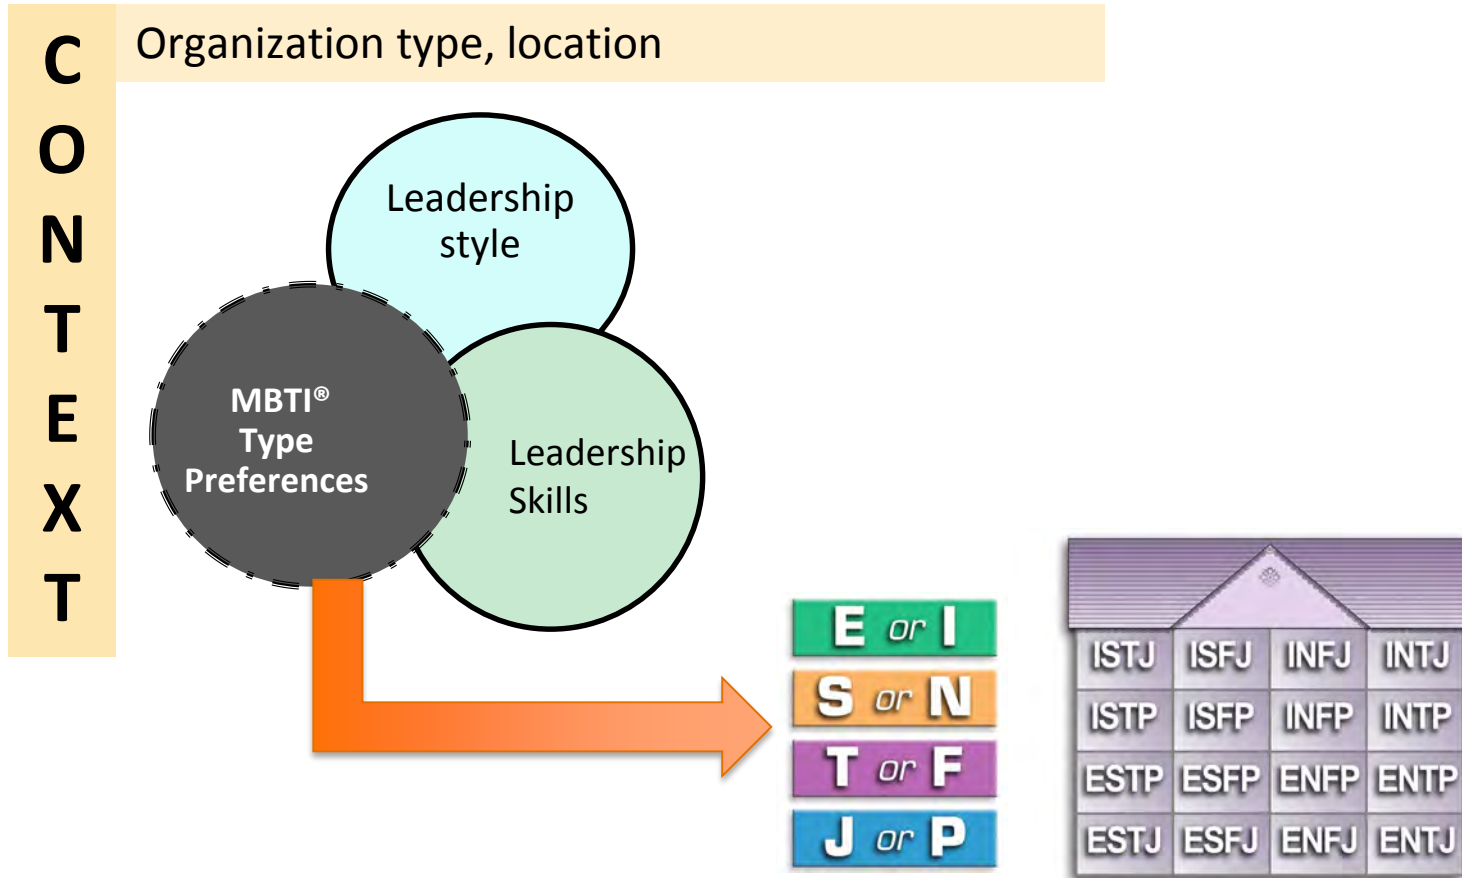 C
O
N
T
E
X
T
Organization type, location
Leadership
style
MBTI®
Type
Preferences
Leadership
Skills
E or I
S or N
T or F
J or P
ISTJ ISFJ INFJ INTJ
ISTP ISFP INFP INTP
ESTP ESFP ENFP ENTP
ESTJ ESFJ ENFJ ENTJ